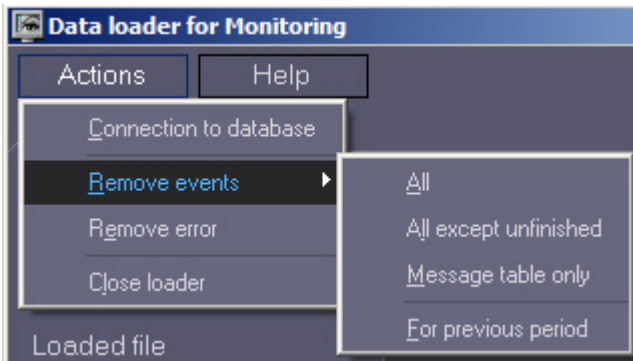 Data loader for Monitoring
Actions Help
Connection to database
Remove events
All
Remove error
All except unfinished
Close loader
Message table only
For previous period
Loaded file